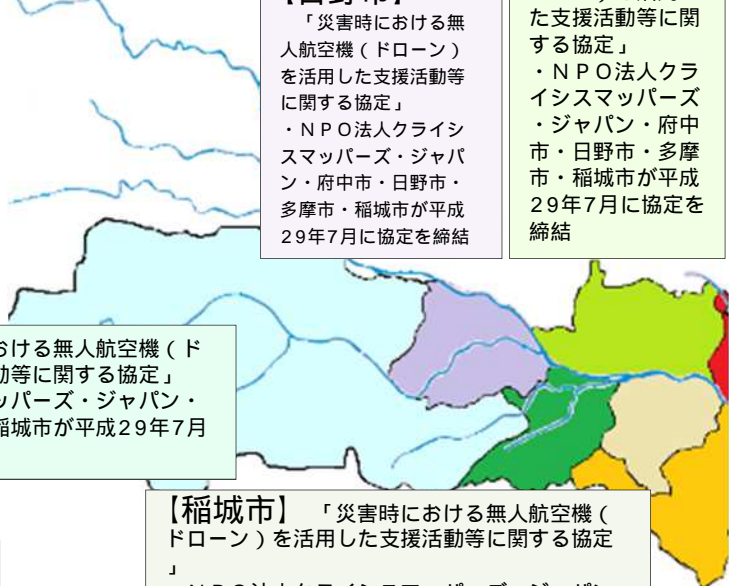 「災害時における無
人航空機(ドローン)
を活用した支援活動等
に関する協定」
・NPO法人クライシ
スマッパーズ・ジャパ
ン・府中市・日野市・
多摩市・稲城市が平成
29年7月に協定を締結
た支援活動等に関
する協定」
・NPO法人クラ
イシスマッパーズ
・ジャパン・府中
市・日野市・多摩
市・稲城市が平成
29年7月に協定を
締結
おける無人航空機(ド
動等に関する協定」
ッパーズ・ジャパン・
稲城市が平成29年7月
【稲城市】 「災害時における無人航空機(
ドローン)を活用した支援活動等に関する協定
」